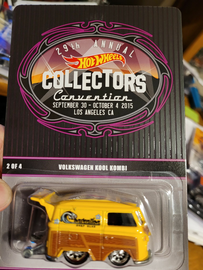 29th ANNUAL
Hot Wheels
COLLECTORS
Convention
SEPTEMBER 30 - OCTOBER 4 2015
LOS ANGELES CA
2 OF 4
VOLKSWAGEN KOOL KOMBI